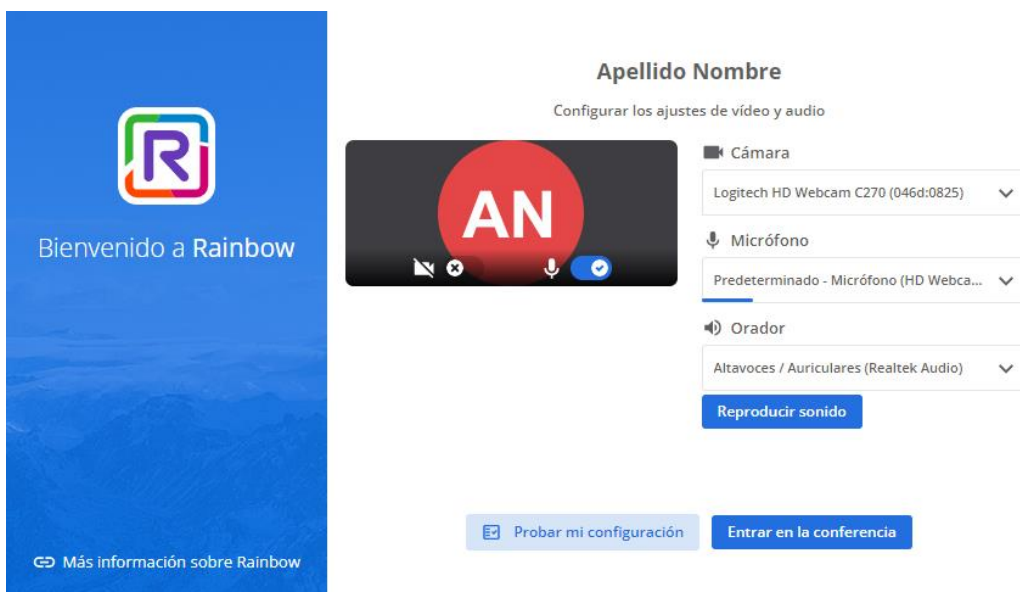 R
Bienvenido a Rainbow
Más información sobre Rainbow
Apellido Nombre
Configurar los ajustes de vídeo y audio
AN
Cámara
Logitech HD Webcam C270 (046d:0825)
Micrófono
Predeterminado - Micrófono (HD Webca...
Orador
Altavoces / Auriculares (Realtek Audio)
Reproducir sonido
Probar mi configuración
Entrar en la conferencia